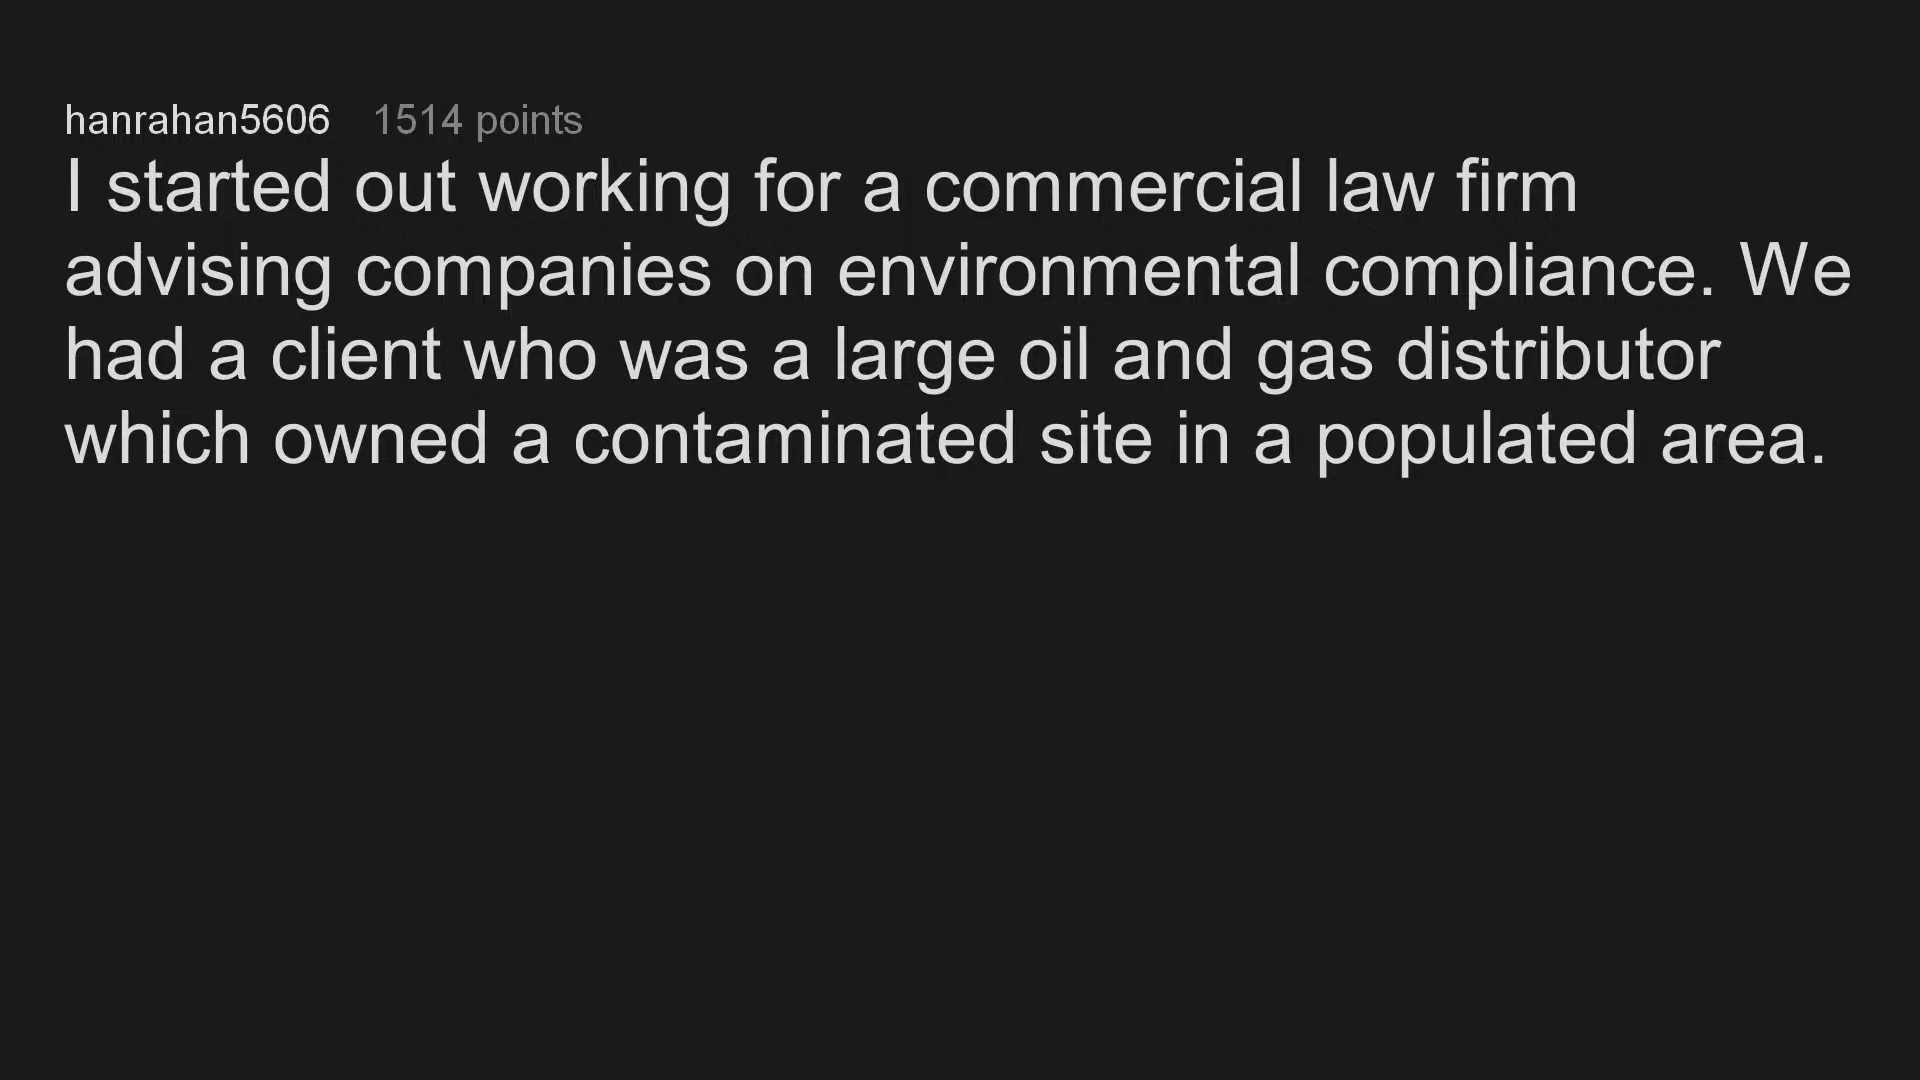 hanrahan5606 1514 points
I started out working for a commercial law firm
advising companies on environmental compliance. We
had a client who was a large oil and gas distributor
which owned a contaminated site in a populated area.